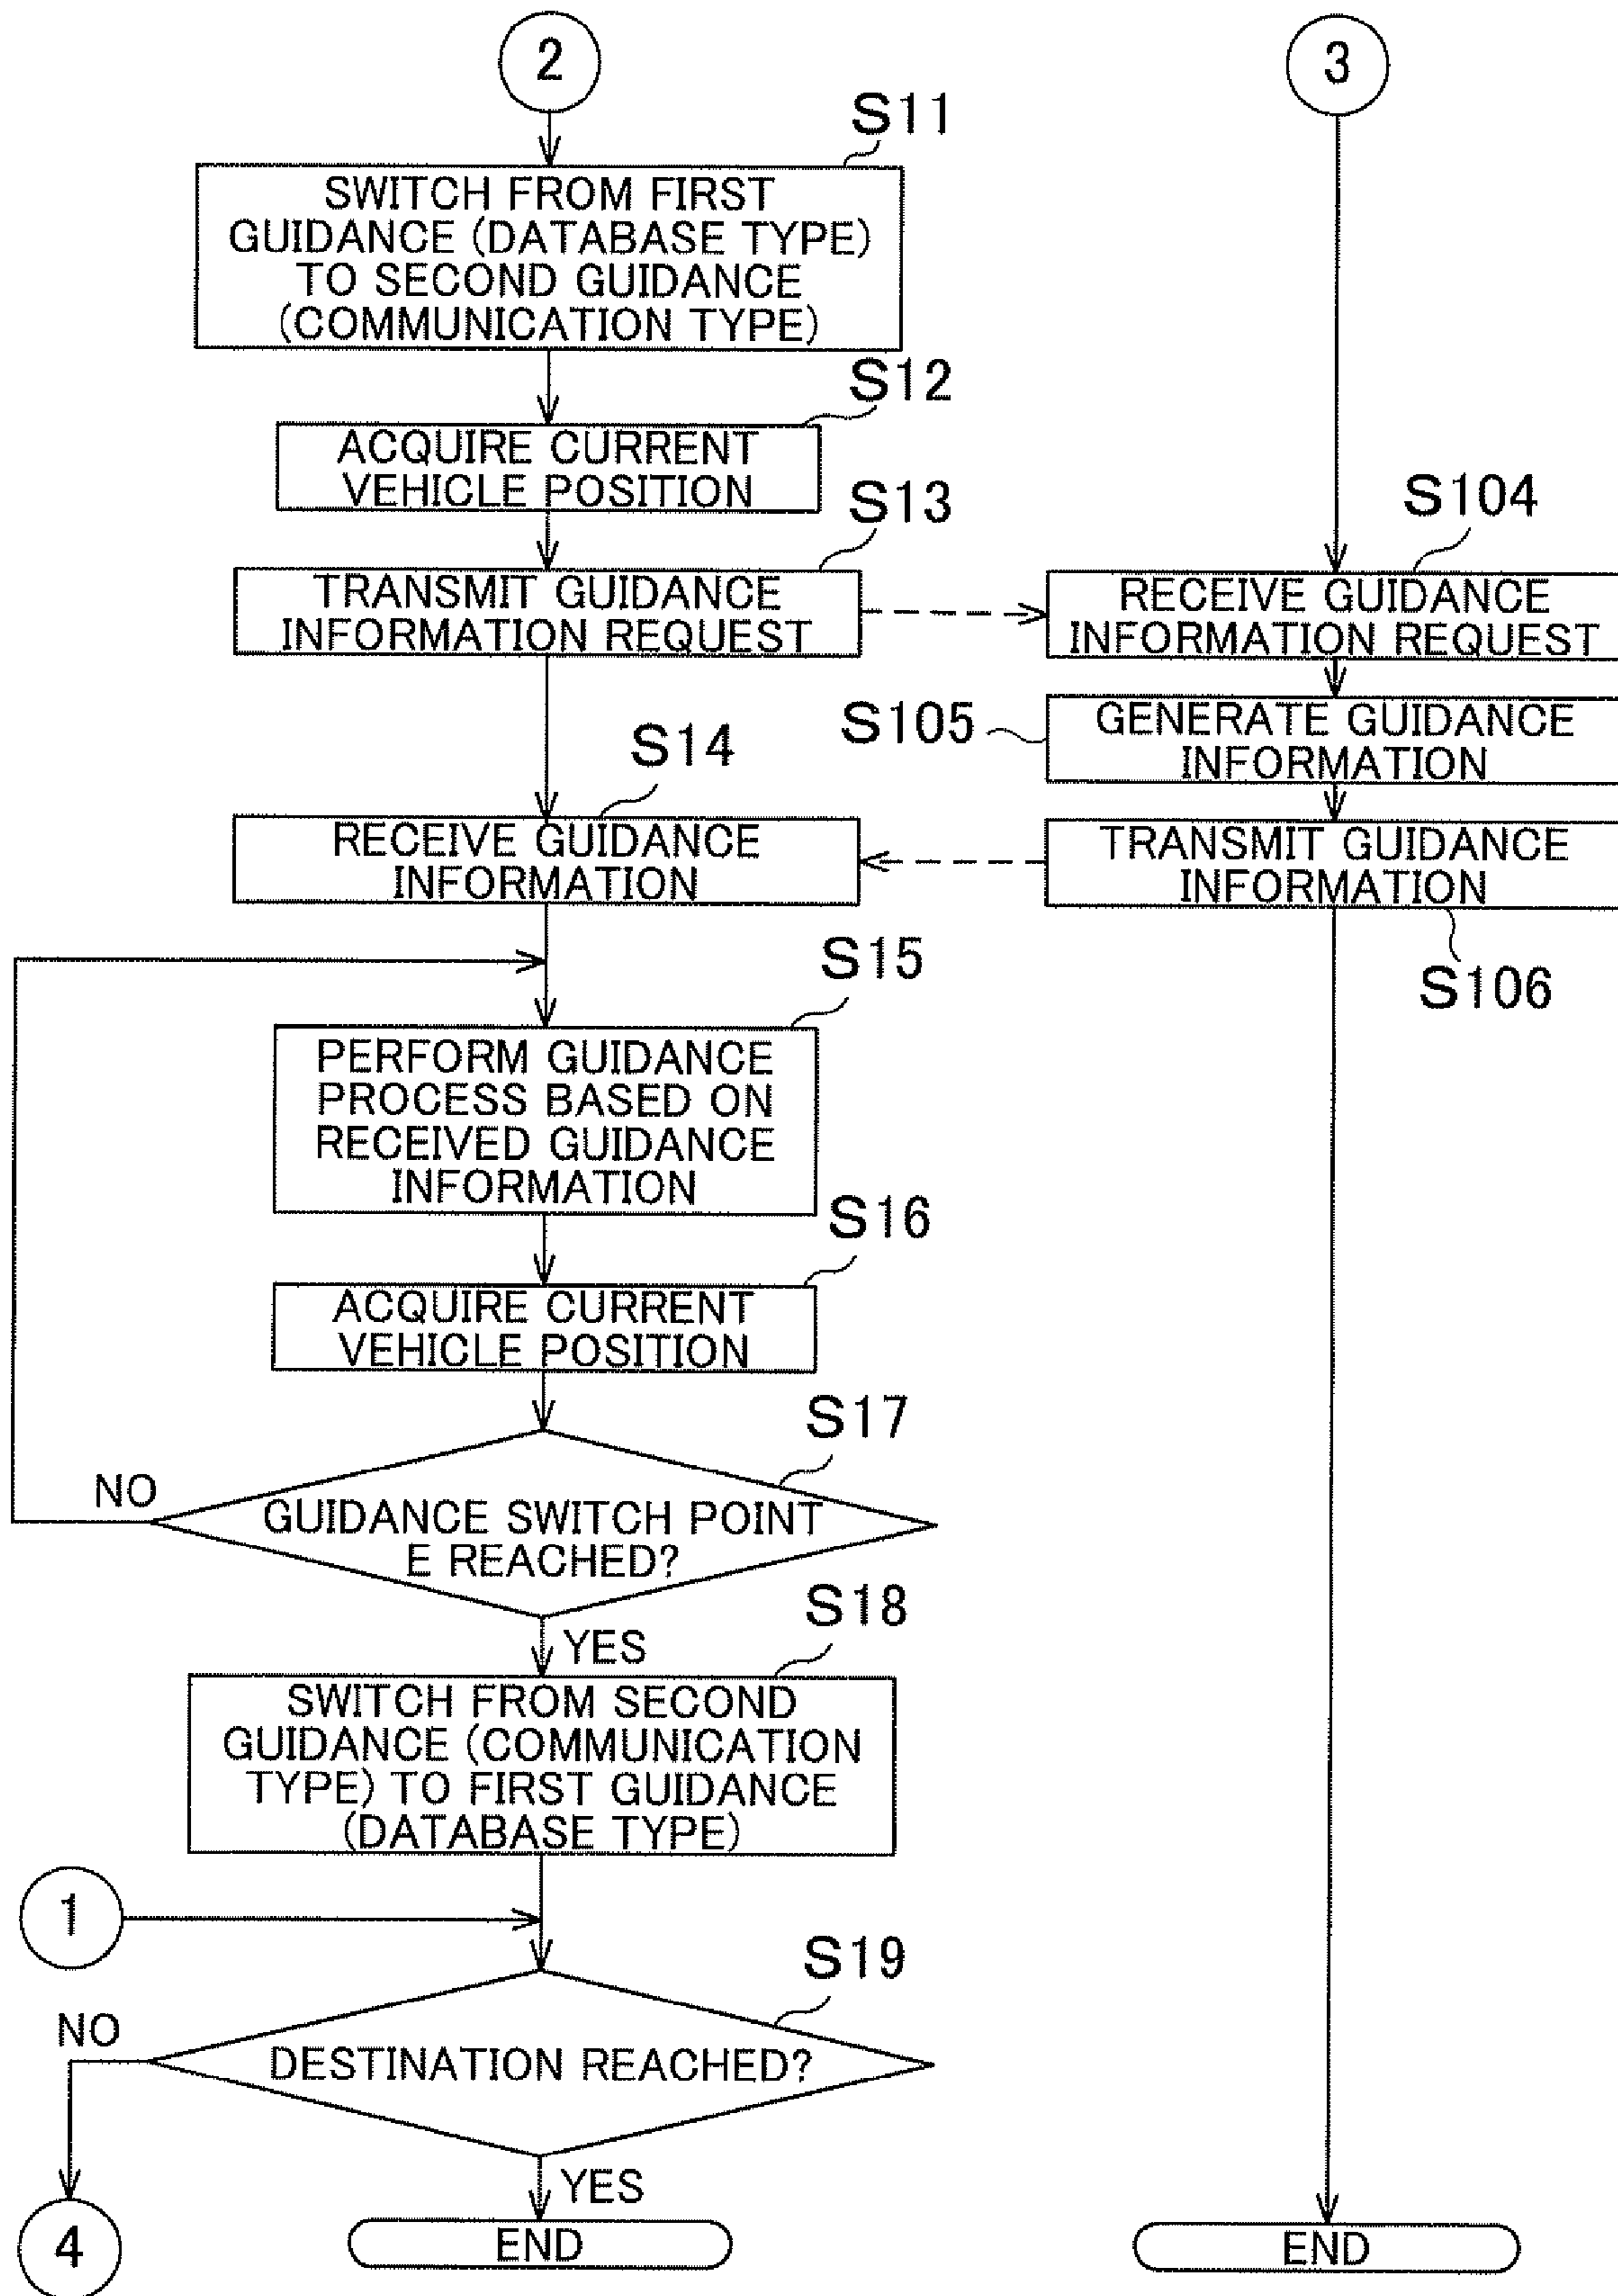 2
3
S11
SWITCH FROM FIRST
GUIDANCE (DATABASE TYPE)
TO SECOND GUIDANCE
(COMMUNICATION TYPE)
S12
ACQUIRE CURRENT
VEHICLE POSITION
S13
TRANSMIT GUIDANCE
INFORMATION REQUEST
S104
RECEIVE GUIDANCE
INFORMATION REQUEST
S105
GENERATE GUIDANCE
INFORMATION
S14
RECEIVE GUIDANCE
INFORMATION
TRANSMIT GUIDANCE
INFORMATION
S106
S15
PERFORM GUIDANCE
PROCESS BASED ON
RECEIVED GUIDANCE
INFORMATION
S16
ACQUIRE CURRENT
VEHICLE POSITION
S17
NO
GUIDANCE SWITCH POINT
E REACHED?
YES
S18
SWITCH FROM SECOND
GUIDANCE (COMMUNICATION
TYPE) TO FIRST GUIDANCE
(DATABASE TYPE)
1
S19
NO
DESTINATION REACHED?
YES
4
END
END